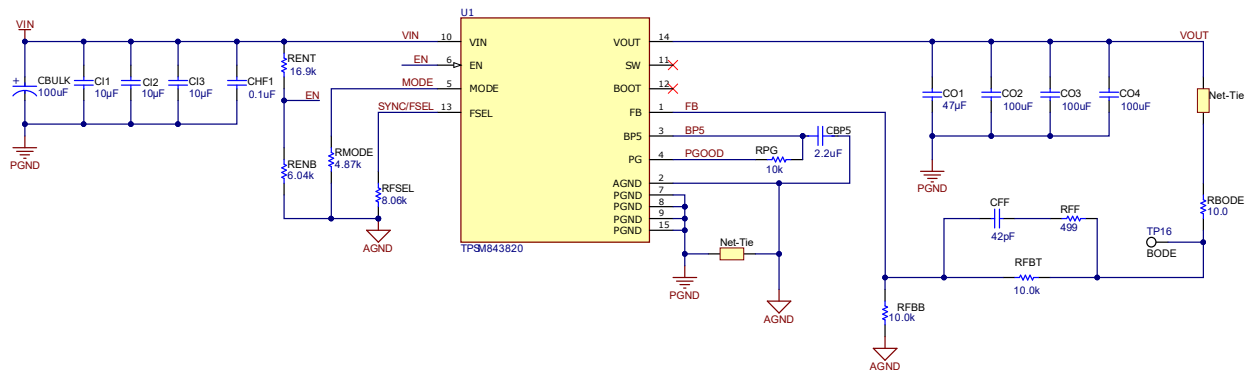 VIN
CBULK
100uF
CI1
10µF
CI2
10µF
CI3
10µF
CHF1
0.1uF
PGND
RENT
16.9k
EN
RENB
6.04k
RMODE
4.87k
RFSEL
8.06k
AGND
VIN
EN
MODE
SYNC/FSEL
10
6
5
13
U1
VIN
EN
MODE
FSEL
VOUT
SW
BOOT
FB
BP5
PG
AGND
PGND
PGND
PGND
PGND
TPSM843820
14
11
12
1
3
4
2
7
8
9
15
FB
BP5
PGOOD
RPG
10k
CBP5
2.2uF
Net-Tie
PGND
AGND
VOUT
CO1
47µF
CO2
100uF
CO3
100uF
CO4
100uF
PGND
Net-Tie
RBODE
10.0
TP16
BODE
CFF
42pF
RFF
499
RFBT
10.0k
RFBB
10.0k
AGND